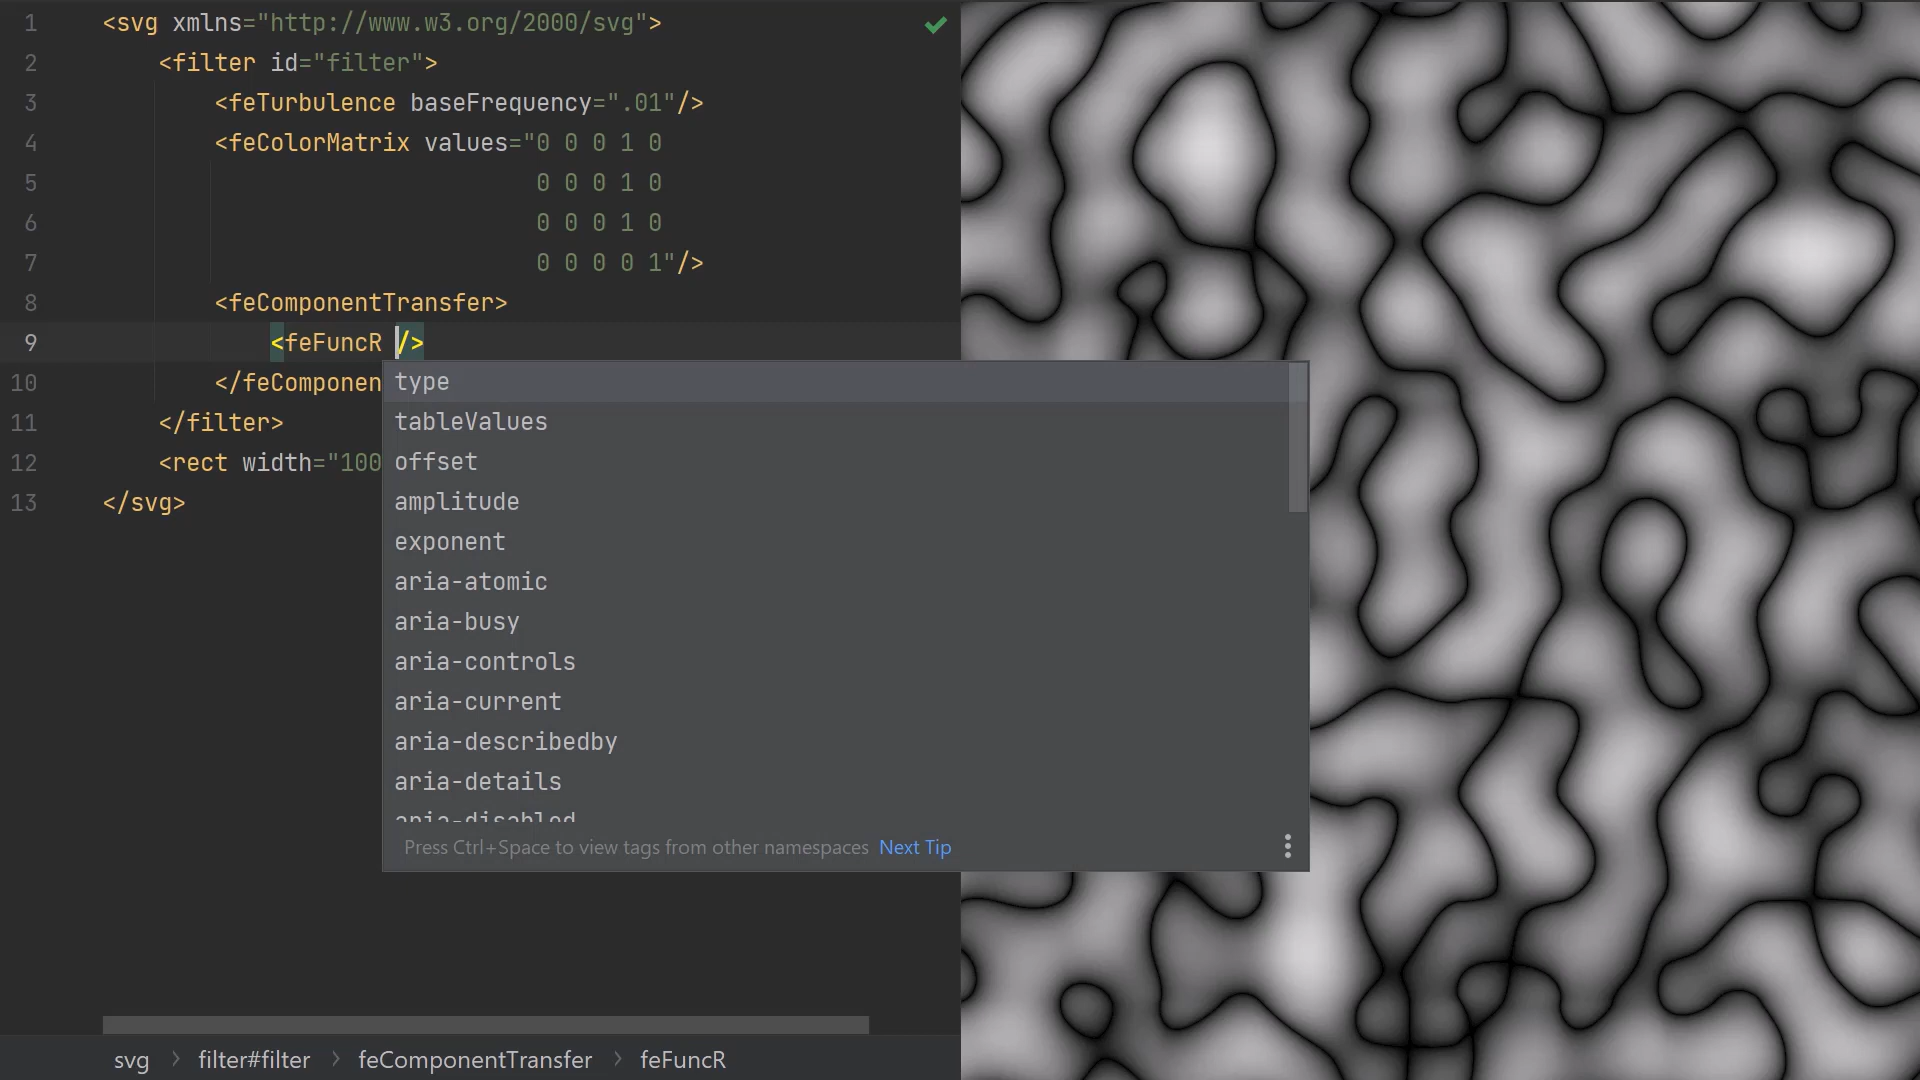 1 <svg xmlns="http://www.w3.org/2000/svg">
2 <filter id="filter">
3 <feTurbulence baseFrequency=".01"/>
4 <feColorMatrix values="0 0 0 1 0
5 0 0 0 1 0
6 0 0 0 1 0
7 0 0 0 0 1"/>
8 <feComponentTransfer>
9 <feFuncR />
10 </feComponen
11 </filter>
12 <rect width="100
13 </svg>
type
tableValues
offset
amplitude
exponent
aria-atomic
aria-busy
aria-controls
aria-current
aria-describedby
aria-details
aria-disabled
Press Ctrl+Space to view tags from other namespaces Next Tip
svg > filter#filter > feComponentTransfer > feFuncR